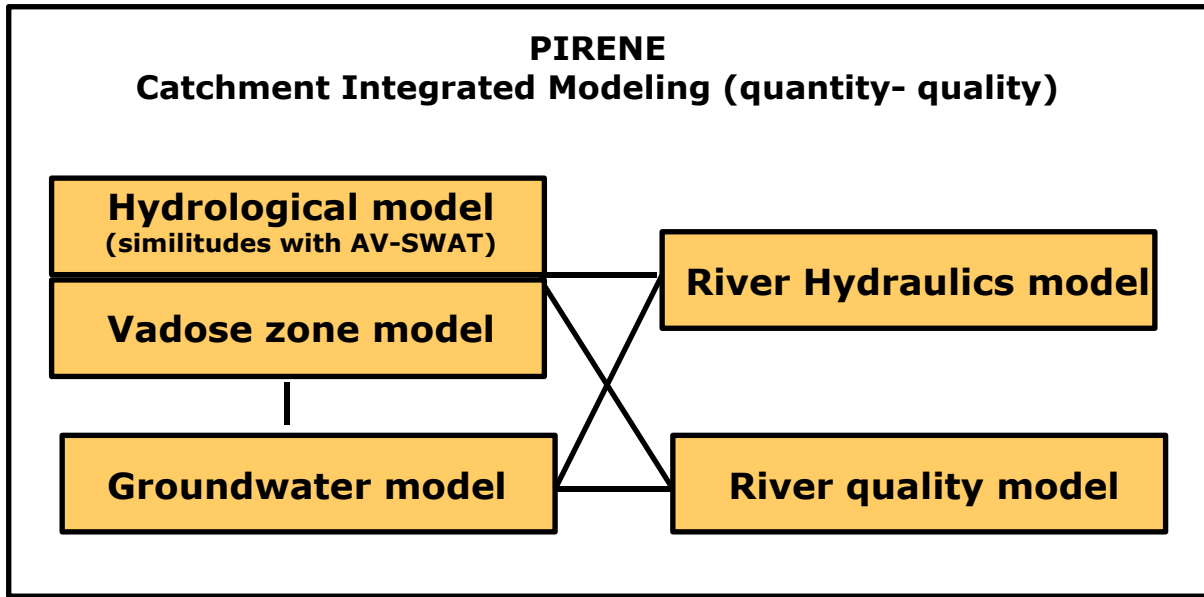 PIRENE
Catchment Integrated Modeling (quantity- quality)
Hydrological model
(similitudes with AV-SWAT)
Vadose zone model
River Hydraulics model
Groundwater model
River quality model